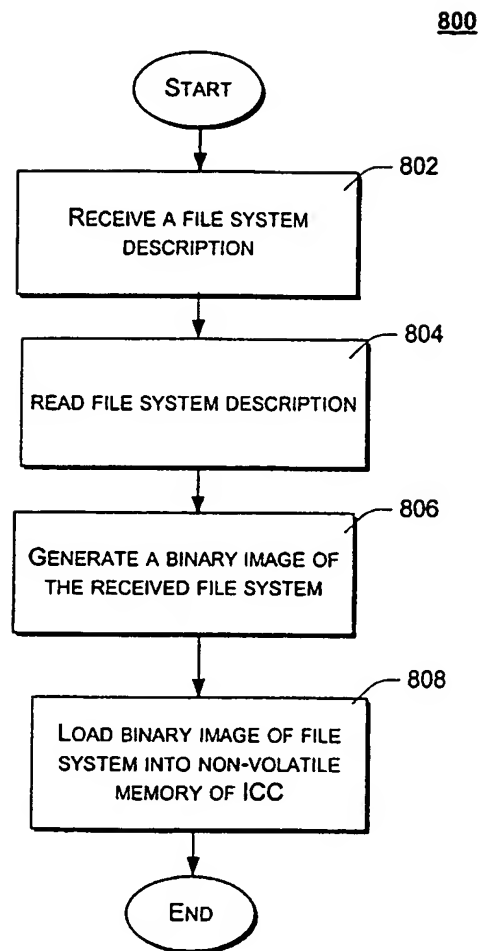 800
START
802
RECEIVE A FILE SYSTEM
DESCRIPTION
804
READ FILE SYSTEM DESCRIPTION
806
GENERATE A BINARY IMAGE OF
THE RECEIVED FILE SYSTEM
808
LOAD BINARY IMAGE OF FILE
SYSTEM INTO NON-VOLATILE
MEMORY OF ICC
END